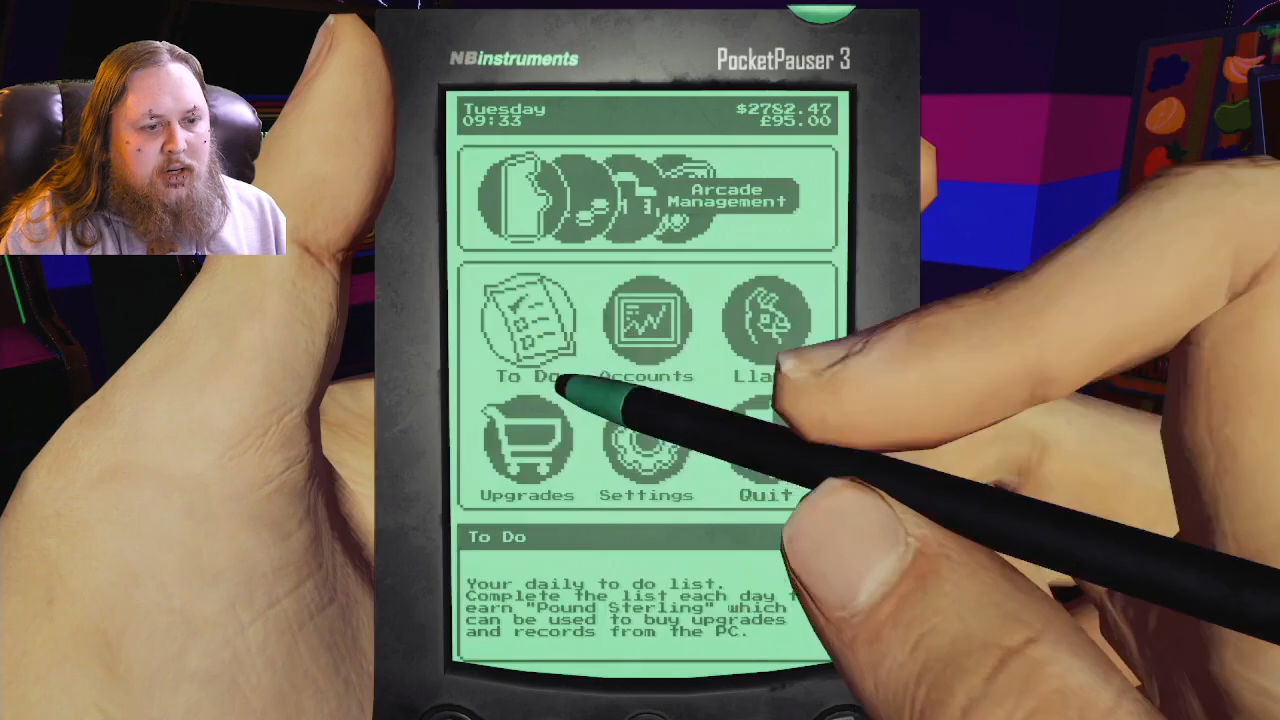 NBinstruments
PocketPauser 3
Tuesday
09:33
$2782.47
£95.00
Arcade
Management
To Do
Accounts
Upgrades
Settings
Quit
To Do
Your daily to do list.
Complete the list each day
earn "Pound Sterling" which
can be used to buy upgrades
and records from the PC.